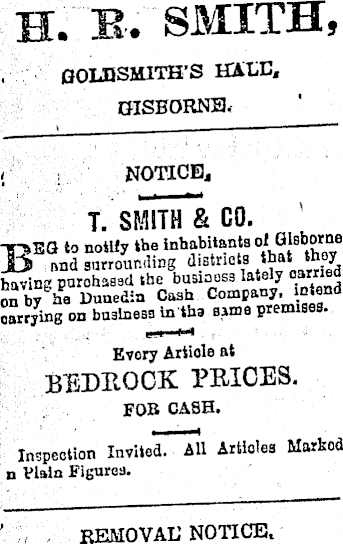 H. R. SMITH,
GOLDSMITH'S HALL,
GISBORNE.
NOTICE,
T. SMITH & CO.
BEG to notify the inhabitants of Gisborne
and surrounding districts that they
having purchased the business lately carried
on by he Dunedin Cash Company, intend
carrying on business in the same premises.
Every Article at
BEDROCK PRICES.
FOR CASH.
Inspection Invited. All Articles Marked
n Plain Figures.
REMOVAL NOTICE.